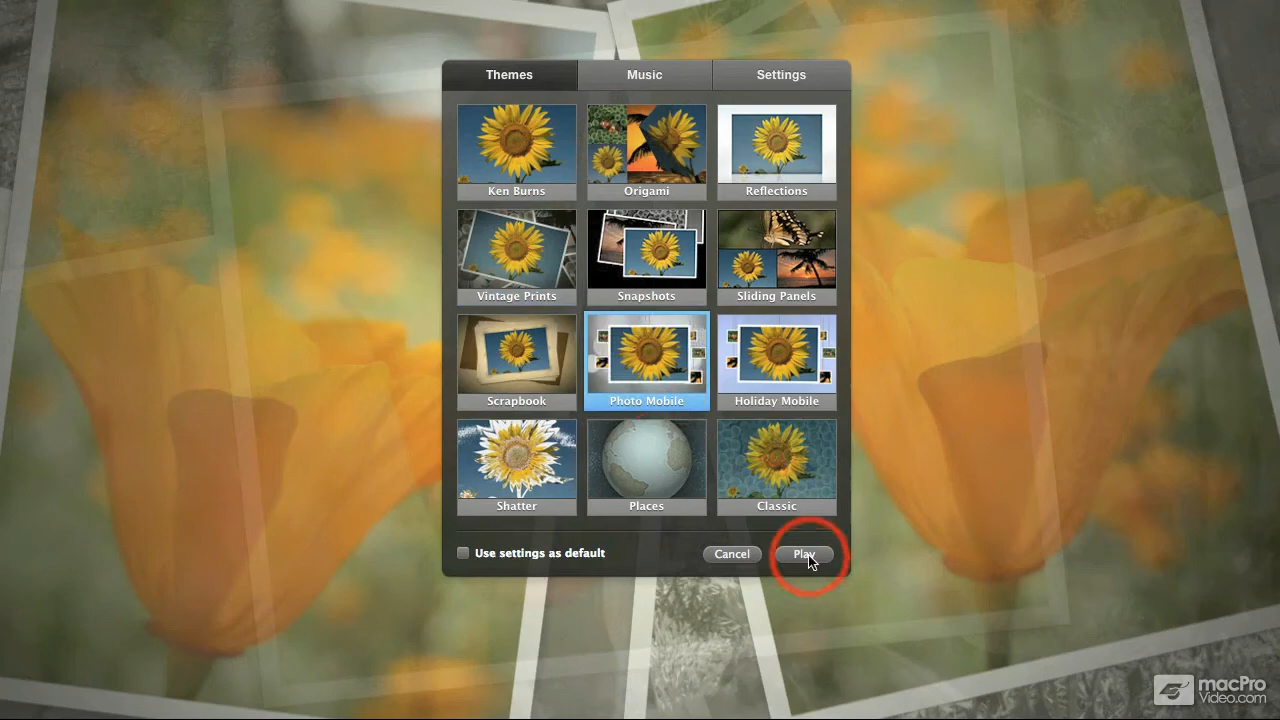 Themes Music Settings
Ken Burns Origami Reflections
Vintage Prints Snapshots Sliding Panels
Scrapbook Photo Mobile Holiday Mobile
Shatter Places Classic
Use settings as default Cancel Play
macPro
Video.com